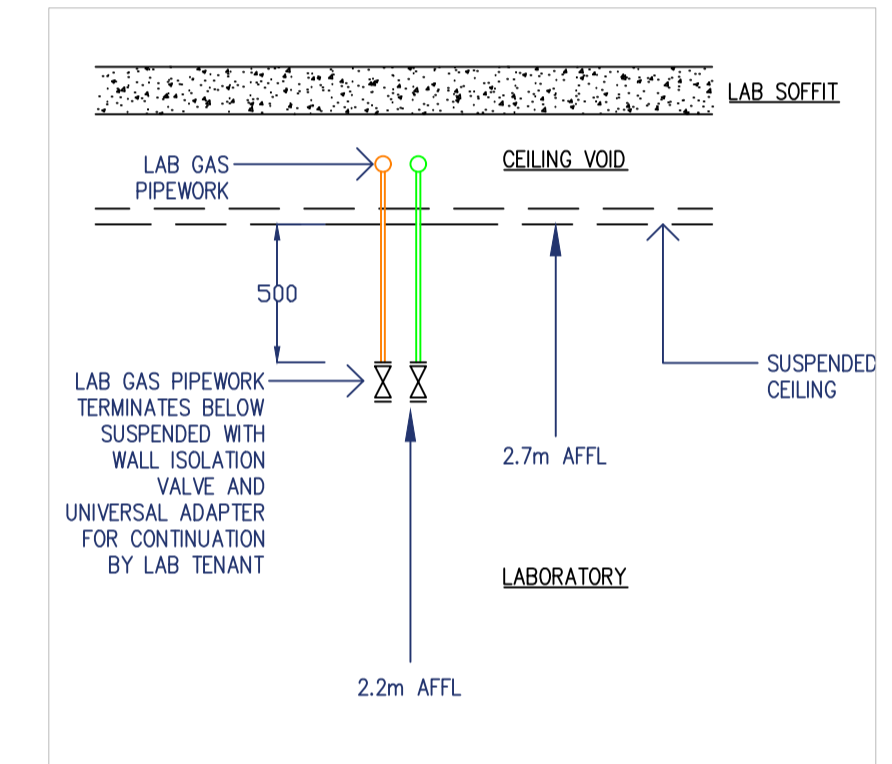 LAB SOFFIT
CEILING VOID
LAB GAS
PIPEWORK
500
SUSPENDED
CEILING
LAB GAS PIPEWORK
TERMINATES BELOW
SUSPENDED WITH
WALL ISOLATION
VALVE AND
UNIVERSAL ADAPTER
FOR CONTINUATION
BY LAB TENANT
2.7m AFFL
LABORATORY
2.2m AFFL